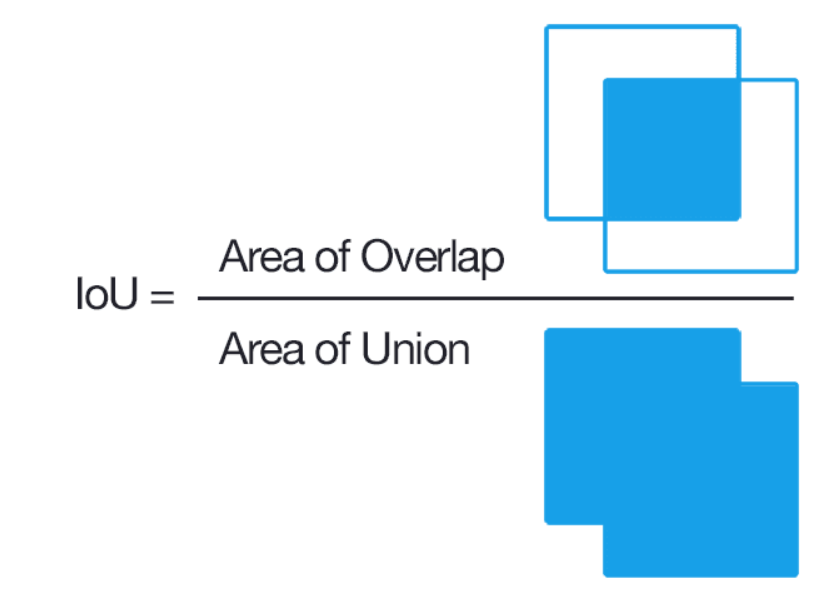 Area of Overlap
IoU =
Area of Union